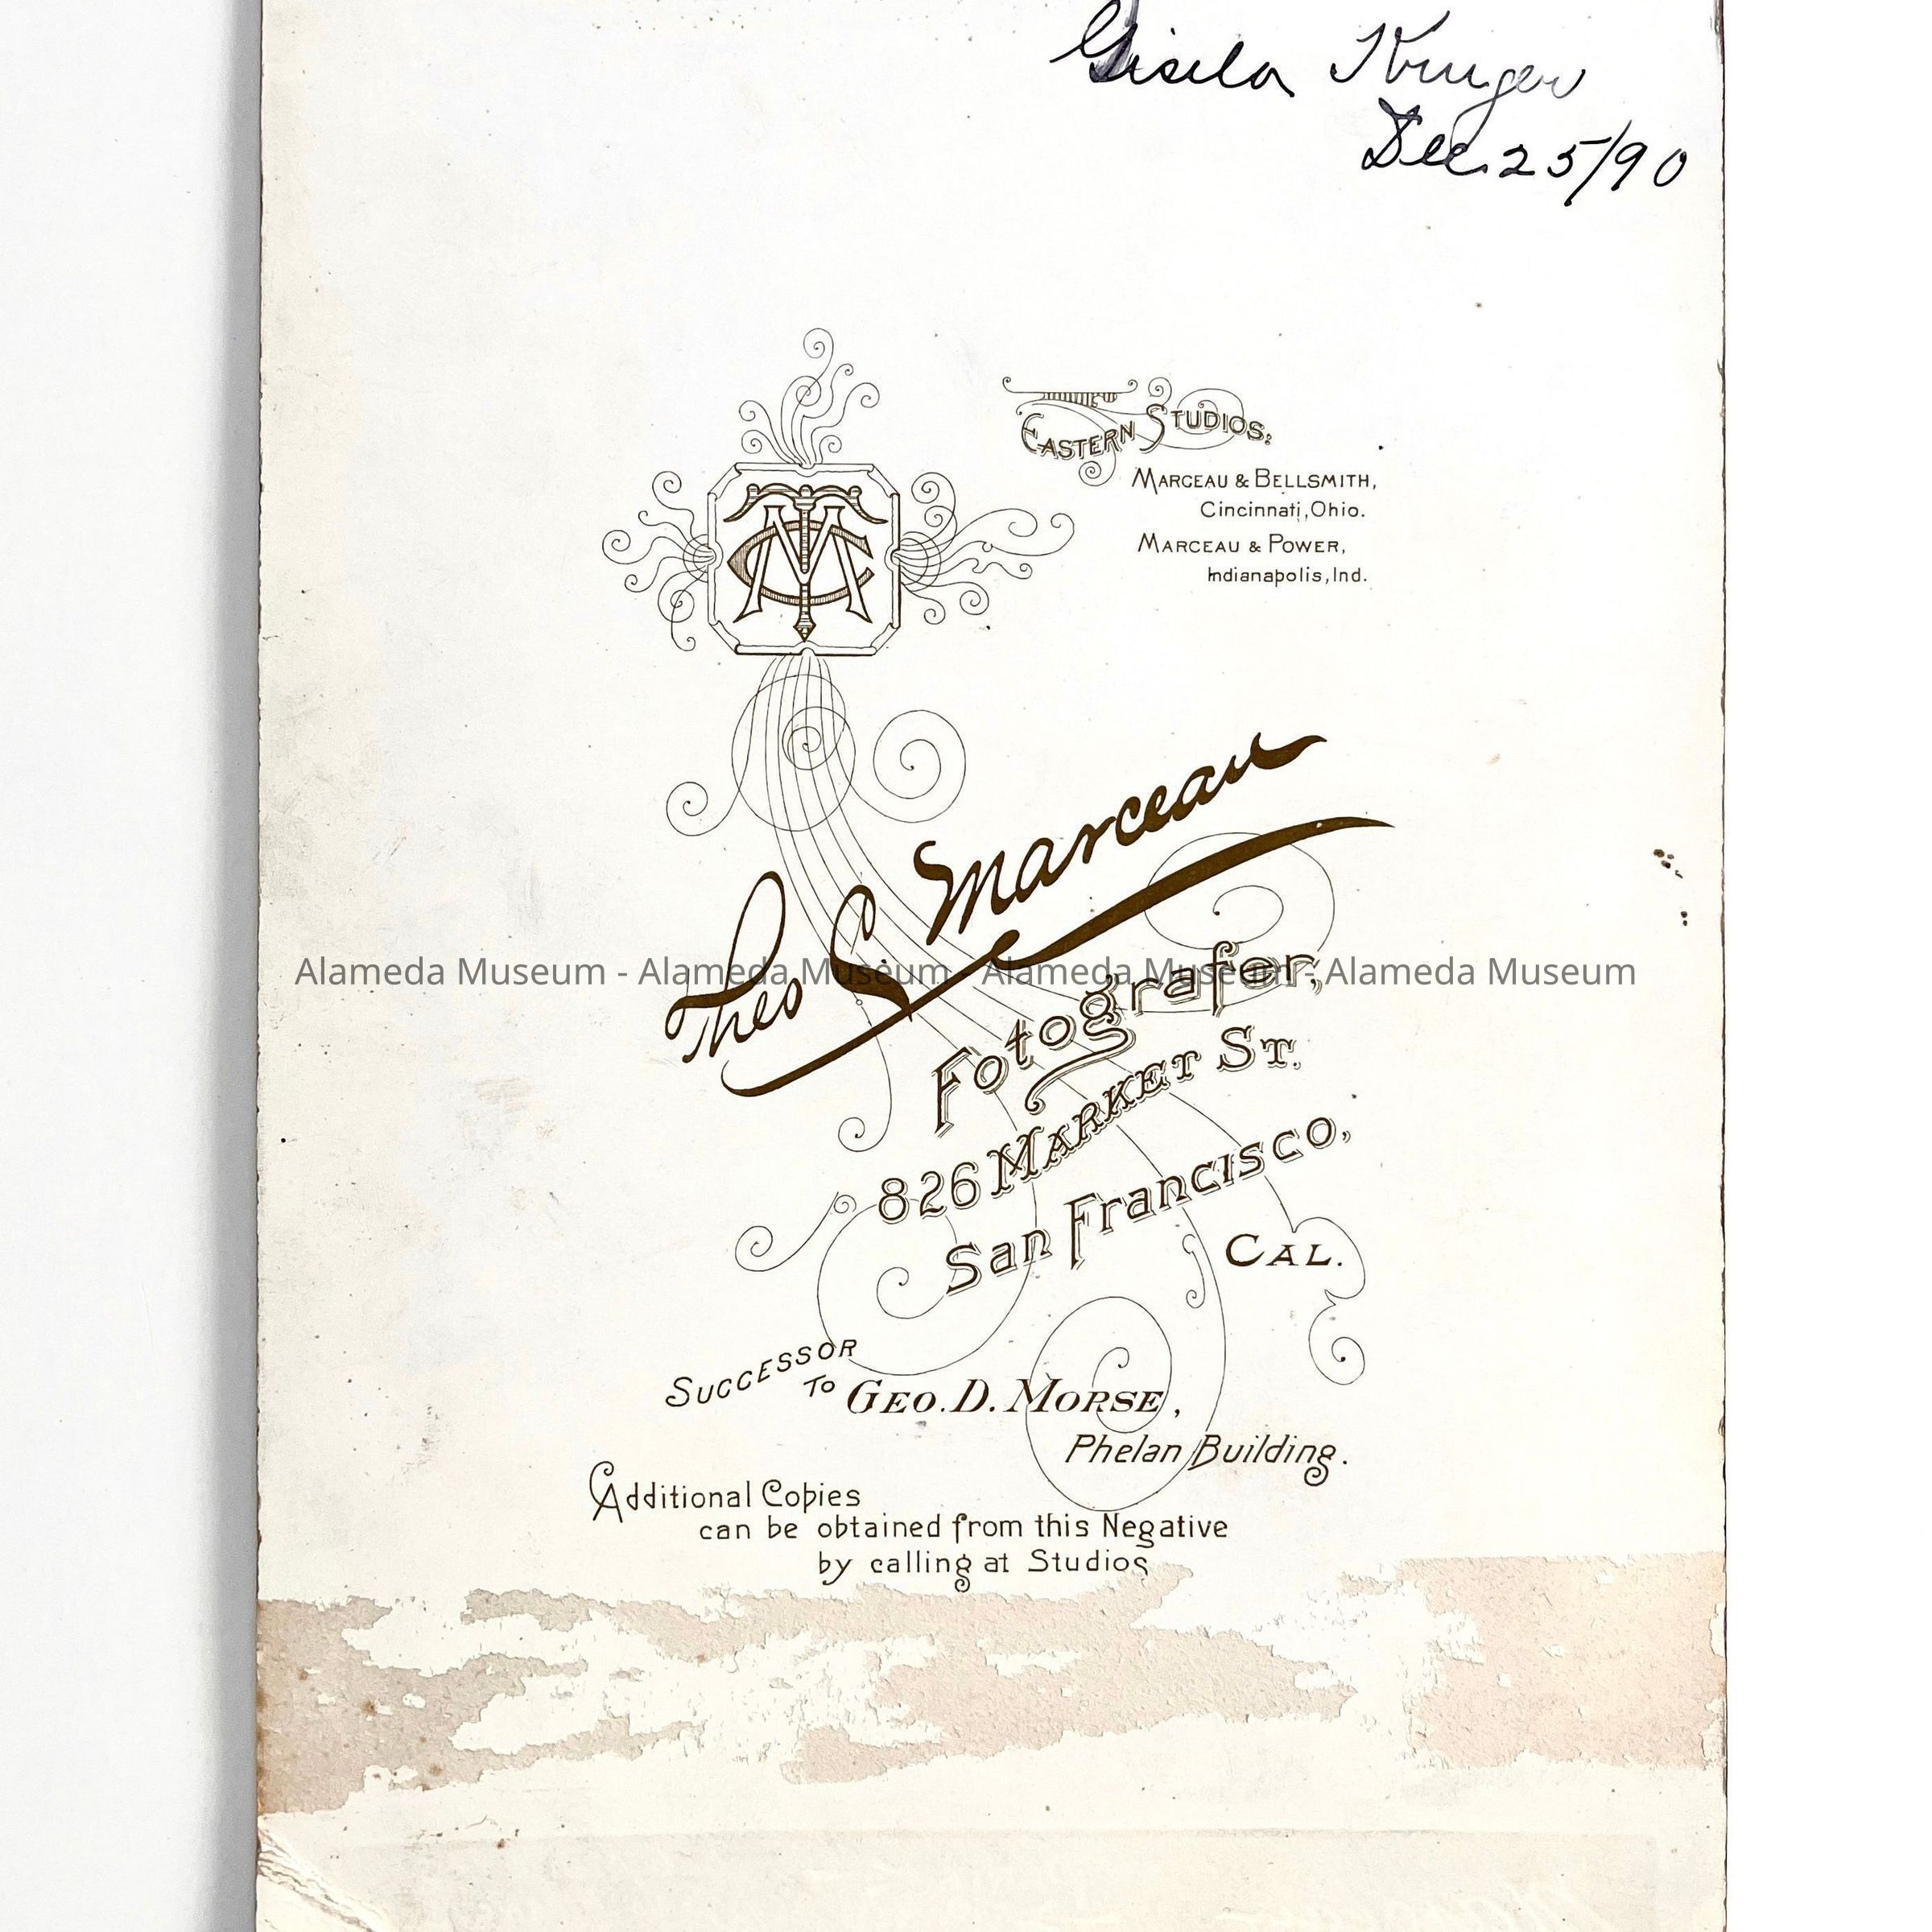 Gisela Kruger
Dec 25/90
EASTERN STUDIOS:
MARCEAU & BELLSMITH,
Cincinnati, Ohio.
MARCEAU & POWER,
Indianapolis, Ind.
TMC
Theo C Marceau
Alameda Museum - Alameda Museum - Alameda Museum - Alameda Museum
Fotografer,
826 MARKET ST.
San Francisco,
CAL.
SUCCESSOR
TO GEO. D. MORSE,
Phelan Building.
Additional Copies
can be obtained from this Negative
by calling at Studios